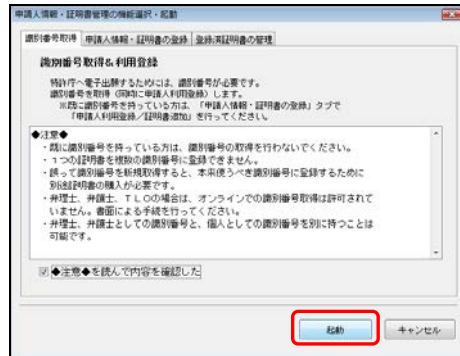 申請人情報・証明書管理の機能選択・起動
識別番号取得 申請人情報・証明書の登録 登録済証明書の管理
識別番号取得&利用登録
特許庁へ電子出願するためには、識別番号が必要です。
識別番号を取得(同時に申請人利用登録)します。
※既に識別番号を持っている方は、「申請人情報・証明書の登録」タブで
「申請人利用登録/証明書追加」を行ってください。
◆注意◆
・既に識別番号を持っている方は、識別番号の取得を行わないでください。
・1つの証明書を複数の識別番号に登録できません。
・誤って識別番号を新規取得すると、本来使うべき識別番号に登録するために
別途証明書の購入が必要です。
・弁理士、弁護士、TLOの場合は、オンラインでの識別番号取得は許可されて
いません。書面による手続を行ってください。
・弁理士、弁護士としての識別番号と、個人としての識別番号を別に持つことは
可能です。
◆注意◆を読んで内容を確認した
起動 キャンセル